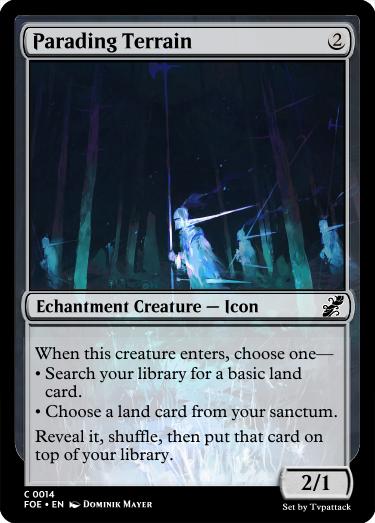 Parading Terrain 2
Echantment Creature — Icon
When this creature enters, choose one—
• Search your library for a basic land
card.
• Choose a land card from your sanctum.
Reveal it, shuffle, then put that card on
top of your library.
2/1
C 0014
FOE • EN Dominik Mayer
Set by Tvpattack